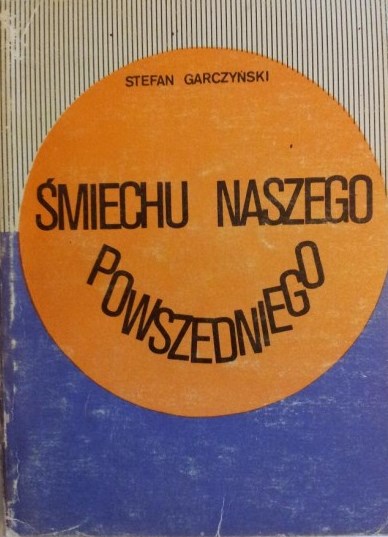 STEFAN GARCZYŃSKI
ŚMIECHU NASZEGO
POWSZEDNIEGO